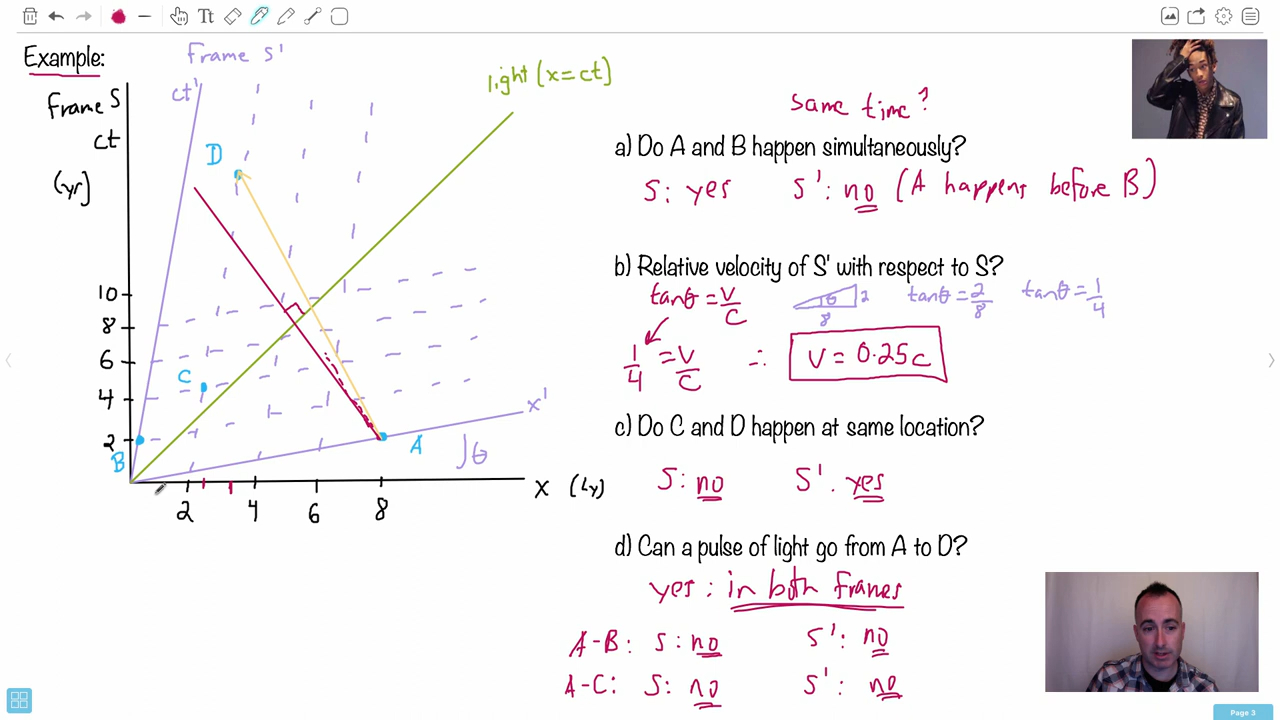 Tt
Example:
Frame S'
Frame S
ct
(yr)
ct'
light (x=ct)
D
C
B
A
10
8
6
4
2
x'
θ
x (Ly)
2 4 6 8
same time?
a) Do A and B happen simultaneously?
S: yes S': no (A happens before B)
b) Relative velocity of S' with respect to S?
tanθ = V/C θ 2 8 tanθ = 2/8 tanθ = 1/4
1/4 = V/C ∴ V = 0.25c
c) Do C and D happen at same location?
S: no S'. yes
d) Can a pulse of light go from A to D?
yes: in both frames
A-B: S: no S': no
A-C: S: no S': no
Page 3